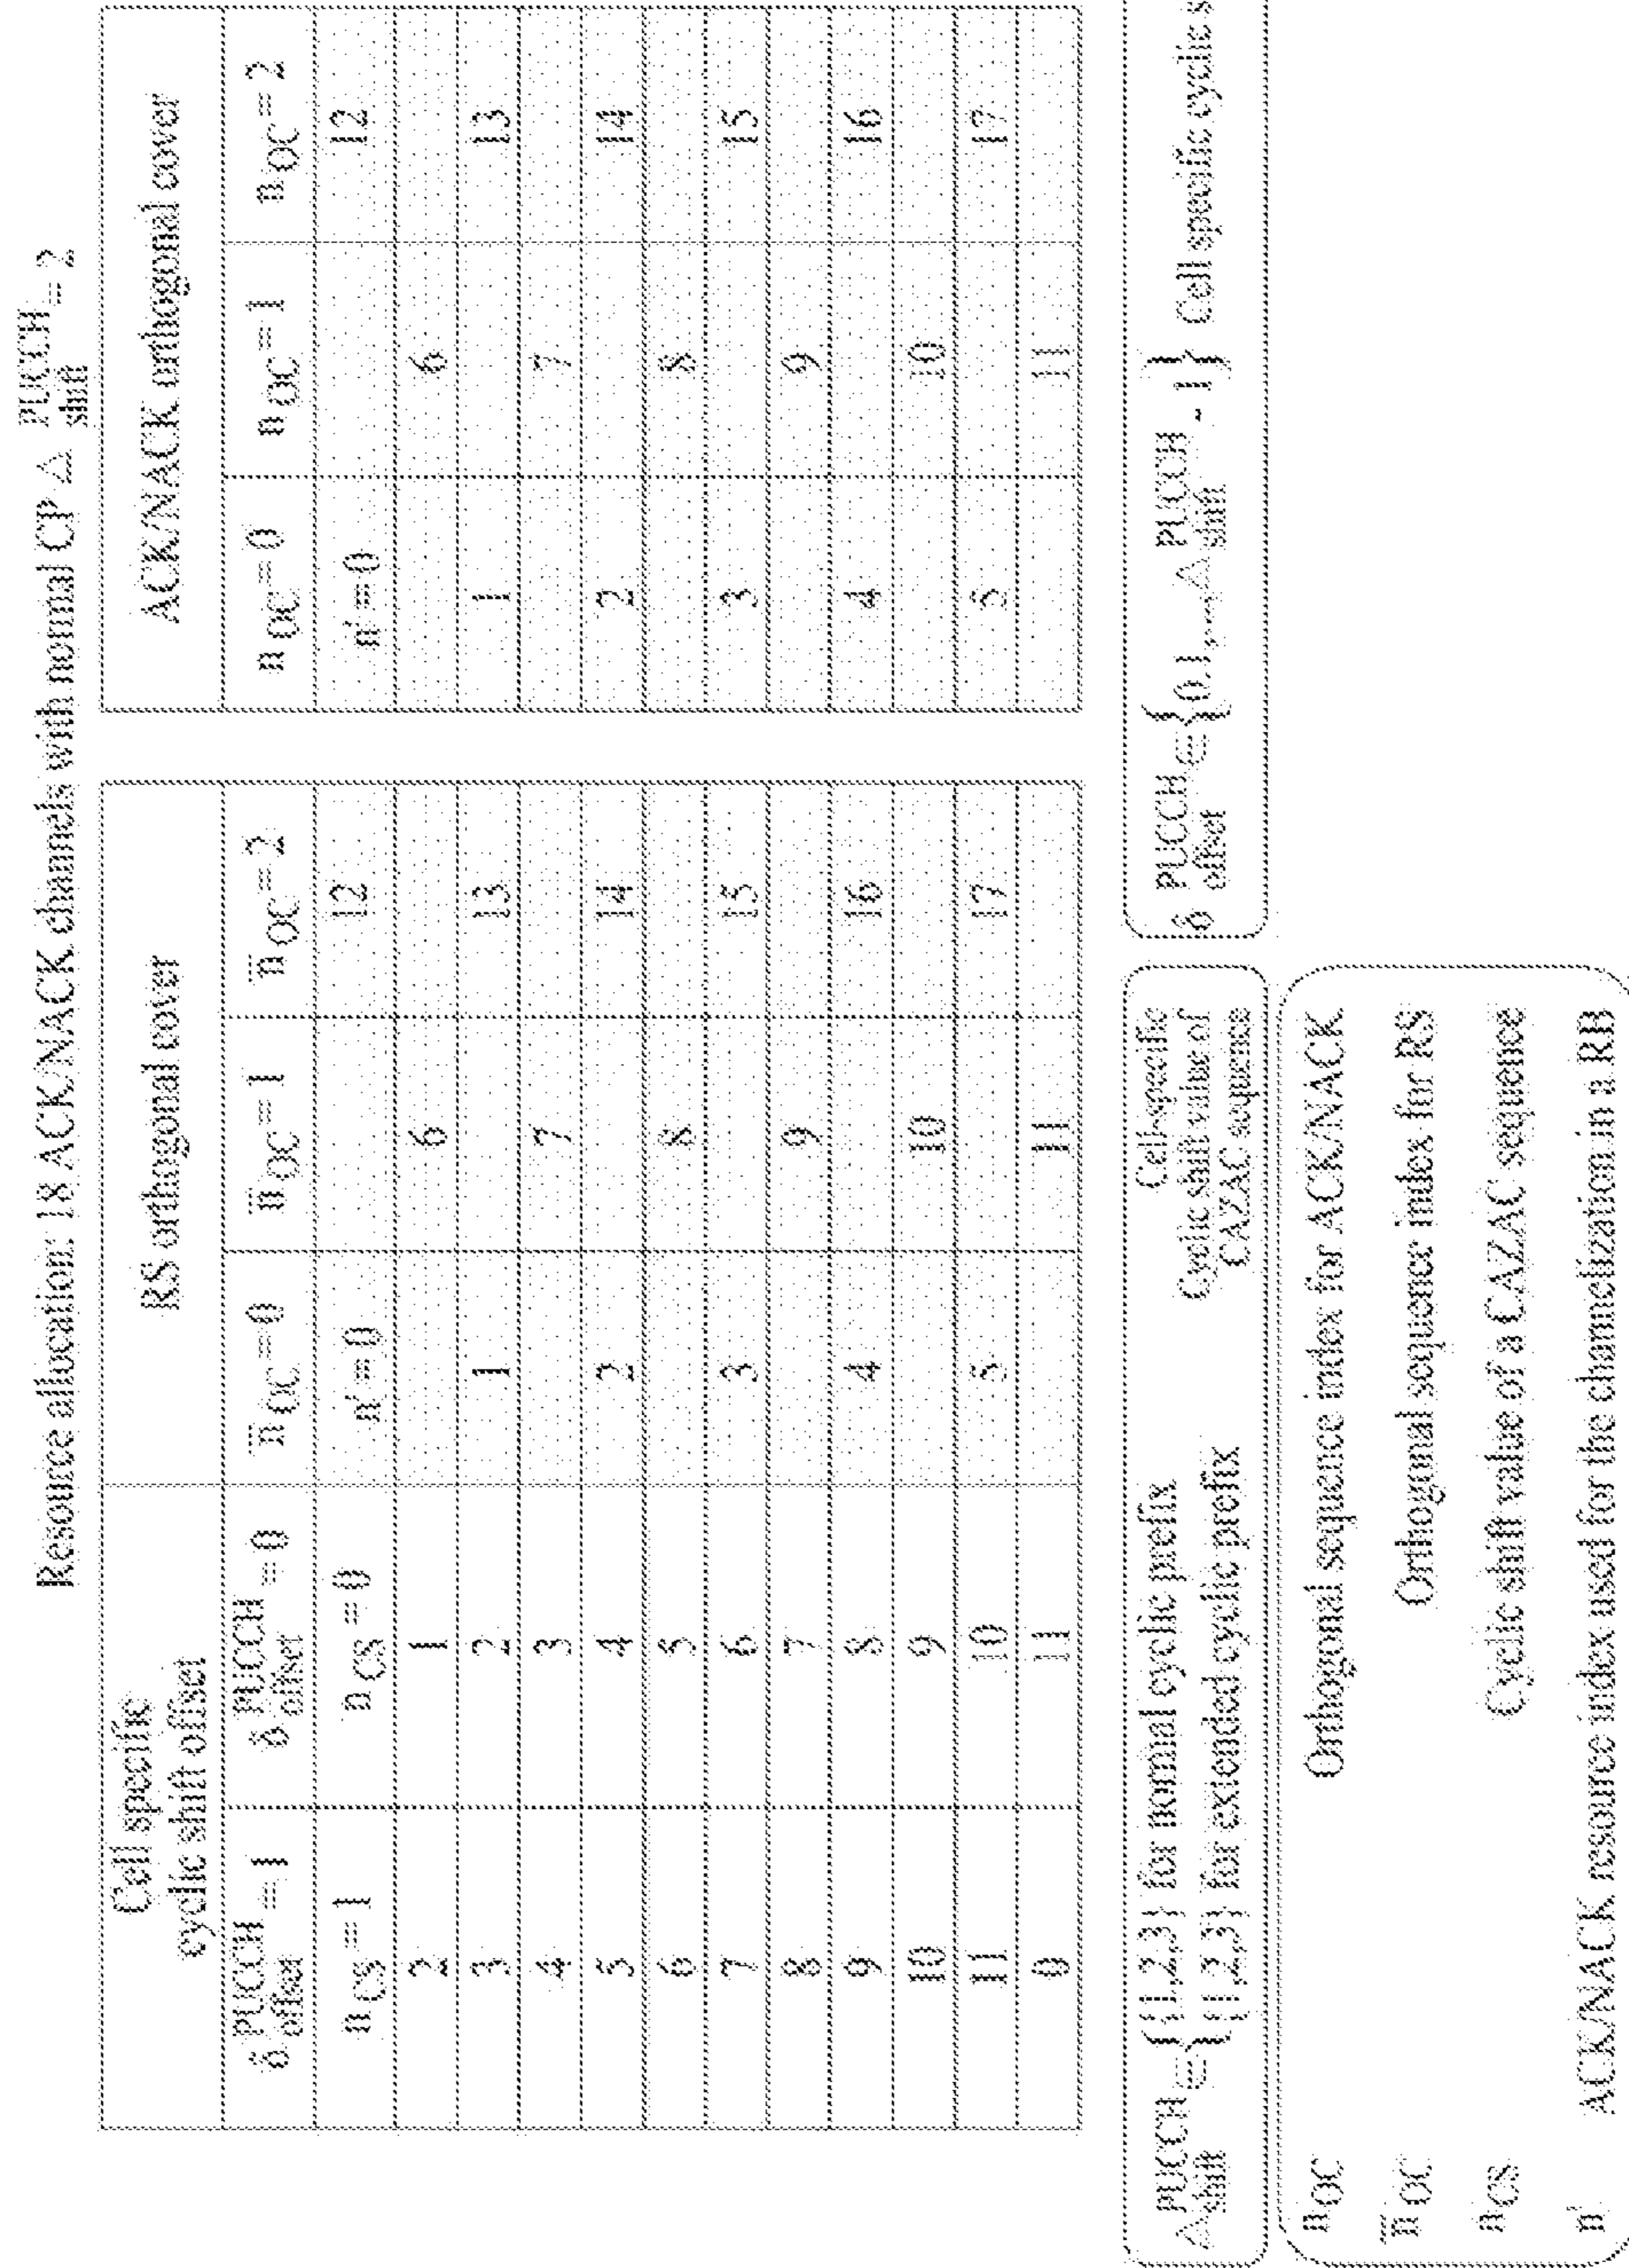 Resource allocation: 18 ACK/NACK channels with normal CP △ PUCCH shift = 2
Cell specific cyclic shift offset | RS orthogonal cover | ACK/NACK orthogonal cover
δ PUCCH offset = 1 | δ PUCCH offset = 0 | n̅ OC = 0 | n̅ OC = 1 | n̅ OC = 2 | n OC = 0 | n OC = 1 | n OC = 2
n CS = 1 | n CS = 0 | n' = 0 | | 12 | n' = 0 | | 12
2 | 1 | | 6 | | | 6 |
3 | 2 | 1 | | 13 | 1 | | 13
4 | 3 | | 7 | | | 7 |
5 | 4 | 2 | | 14 | 2 | | 14
6 | 5 | | 8 | | | 8 |
7 | 6 | 3 | | 15 | 3 | | 15
8 | 7 | | 9 | | | 9 |
9 | 8 | 4 | | 16 | 4 | | 16
10 | 9 | | 10 | | | 10 |
11 | 10 | 5 | | 17 | 5 | | 17
0 | 11 | | 11 | | | 11 |
△ PUCCH shift ∈ { {1,2,3} for normal cyclic prefix
{1,2,3} for extended cyclic prefix
Cell-specific
Cyclic shift value of
CAZAC sequence
δ PUCCH offset ∈ {0,1,...,△ PUCCH shift -1} Cell specific cyclic s
n OC Orthogonal sequence index for ACK/NACK
n̅ OC Orthogonal sequence index for RS
n CS Cyclic shift value of a CAZAC sequence
n' ACK/NACK resource index used for the channelization in a RB